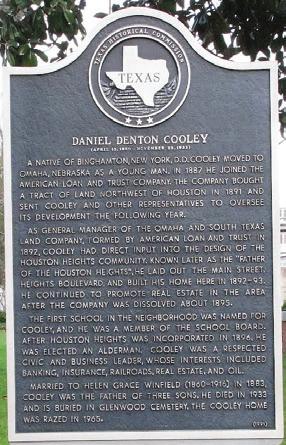 TEXAS HISTORICAL COMMISSION
TEXAS
DANIEL DENTON COOLEY
A NATIVE OF BINGHAMTON, NEW YORK, D.D. COOLEY MOVED TO
OMAHA, NEBRASKA AS A YOUNG MAN. IN 1887 HE JOINED THE
AMERICAN LOAN AND TRUST COMPANY. THE COMPANY BOUGHT
A TRACT OF LAND NORTHWEST OF HOUSTON IN 1891 AND
SENT COOLEY AND OTHER REPRESENTATIVES TO OVERSEE
ITS DEVELOPMENT THE FOLLOWING YEAR.
AS GENERAL MANAGER OF THE OMAHA AND SOUTH TEXAS
LAND COMPANY, FORMED BY AMERICAN LOAN AND TRUST IN
1892, COOLEY HAD DIRECT INPUT INTO THE DESIGN OF THE
HOUSTON HEIGHTS COMMUNITY. KNOWN LATER AS THE "FATHER
OF THE HOUSTON HEIGHTS", HE LAID OUT THE MAIN STREET,
HEIGHTS BOULEVARD, AND BUILT HIS HOME HERE IN 1892-93.
HE CONTINUED TO PROMOTE REAL ESTATE IN THE AREA
AFTER THE COMPANY WAS DISSOLVED ABOUT 1895.
THE FIRST SCHOOL IN THE NEIGHBORHOOD WAS NAMED FOR
COOLEY, AND HE WAS A MEMBER OF THE SCHOOL BOARD.
AFTER HOUSTON HEIGHTS WAS INCORPORATED IN 1896, HE
WAS ELECTED AN ALDERMAN. COOLEY WAS A RESPECTED
CIVIC AND BUSINESS LEADER, WHOSE INTERESTS INCLUDED
BANKING, INSURANCE, RAILROADS, REAL ESTATE, AND OIL.
MARRIED TO HELEN GRACE WINFIELD (1860-1916) IN 1883,
COOLEY WAS THE FATHER OF THREE SONS. HE DIED IN 1933
AND IS BURIED IN GLENWOOD CEMETERY. THE COOLEY HOME
WAS RAZED IN 1965.